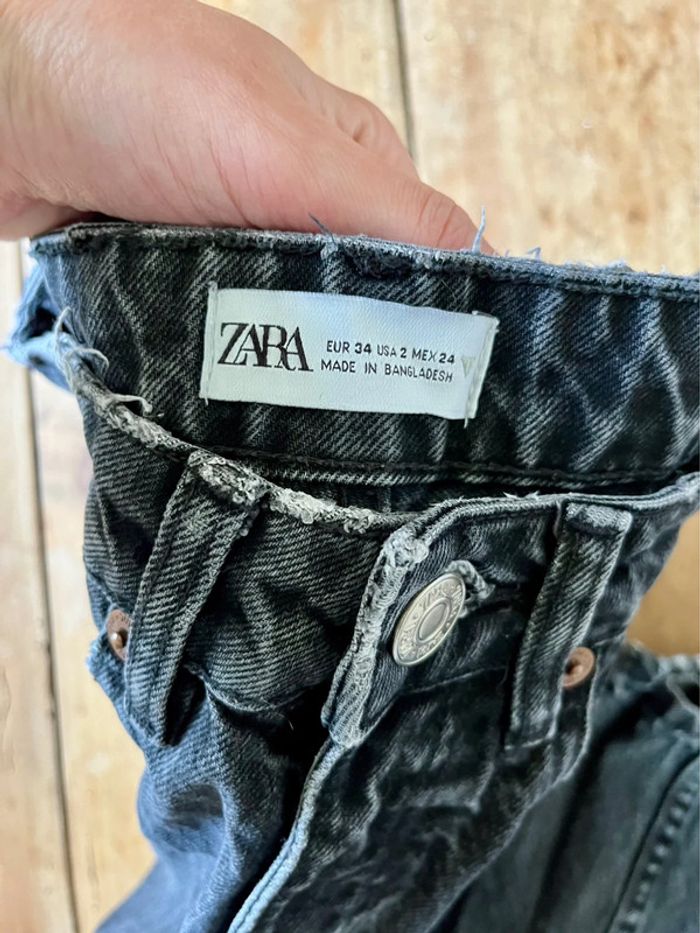 ZARA
EUR 34 USA 2 MEX 24
MADE IN BANGLADESH